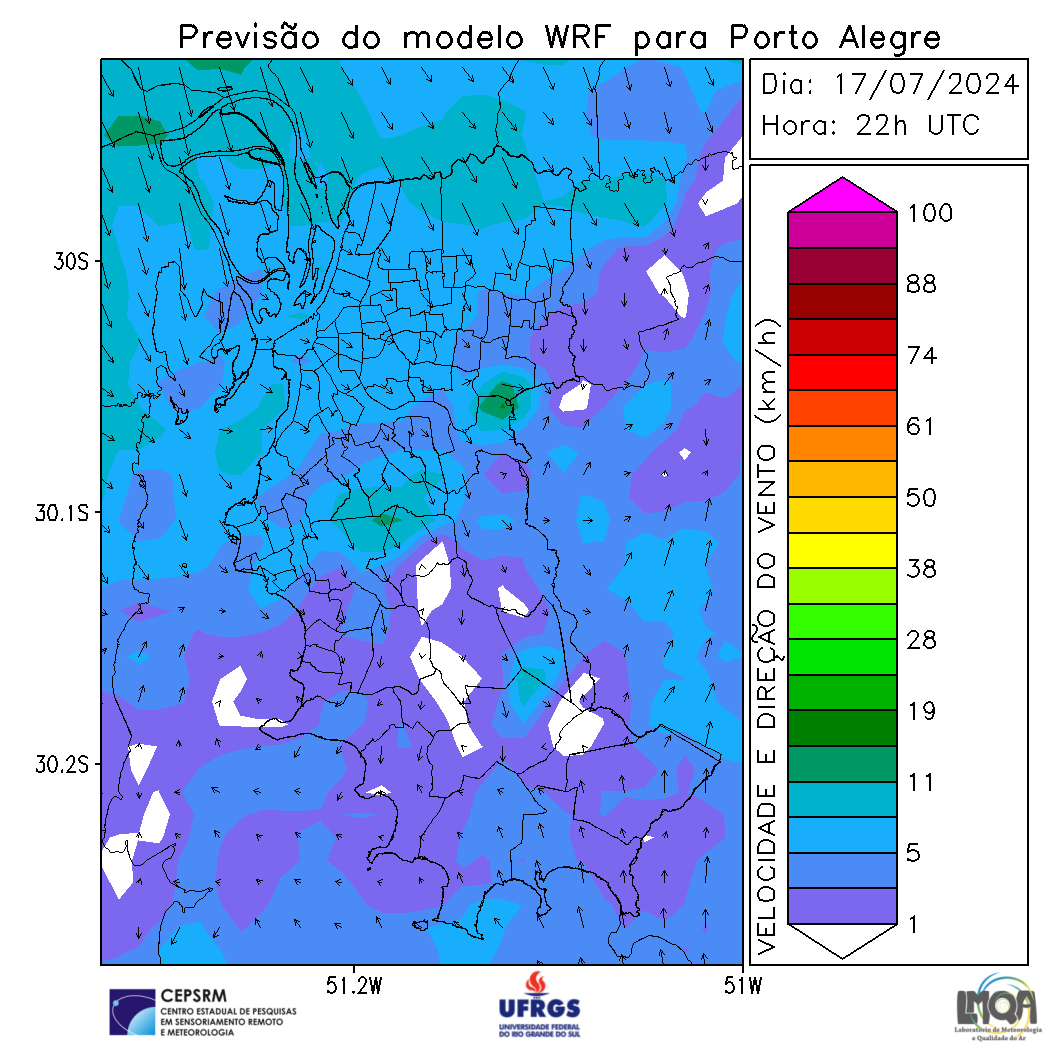 Previsão do modelo WRF para Porto Alegre
Dia: 17/07/2024
Hora: 22h UTC
30S
30.1S
30.2S
51.2W
51W
VELOCIDADE E DIREÇÃO DO VENTO (km/h)
100
88
74
61
50
38
28
19
11
5
1
CEPSRM
CENTRO ESTADUAL DE PESQUISAS
EM SENSORIAMENTO REMOTO
E METEOROLOGIA
UFRGS
UNIVERSIDADE FEDERAL
DO RIO GRANDE DO SUL
LMQA
Laboratório de Meteorologia
e Qualidade do Ar